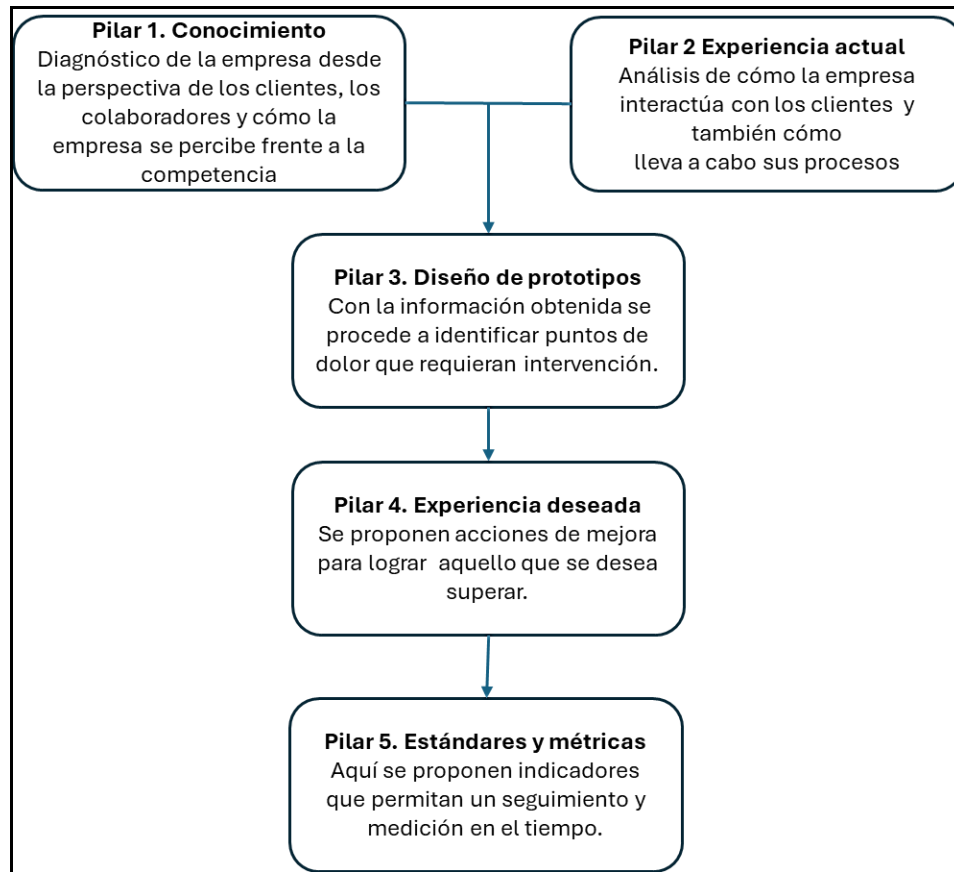 Pilar 1. Conocimiento
Diagnóstico de la empresa desde
la perspectiva de los clientes, los
colaboradores y cómo la
empresa se percibe frente a la
competencia
Pilar 2 Experiencia actual
Análisis de cómo la empresa
interactúa con los clientes y
también cómo
lleva a cabo sus procesos
Pilar 3. Diseño de prototipos
Con la información obtenida se
procede a identificar puntos de
dolor que requieran intervención.
Pilar 4. Experiencia deseada
Se proponen acciones de mejora
para lograr aquello que se desea
superar.
Pilar 5. Estándares y métricas
Aquí se proponen indicadores
que permitan un seguimiento y
medición en el tiempo.